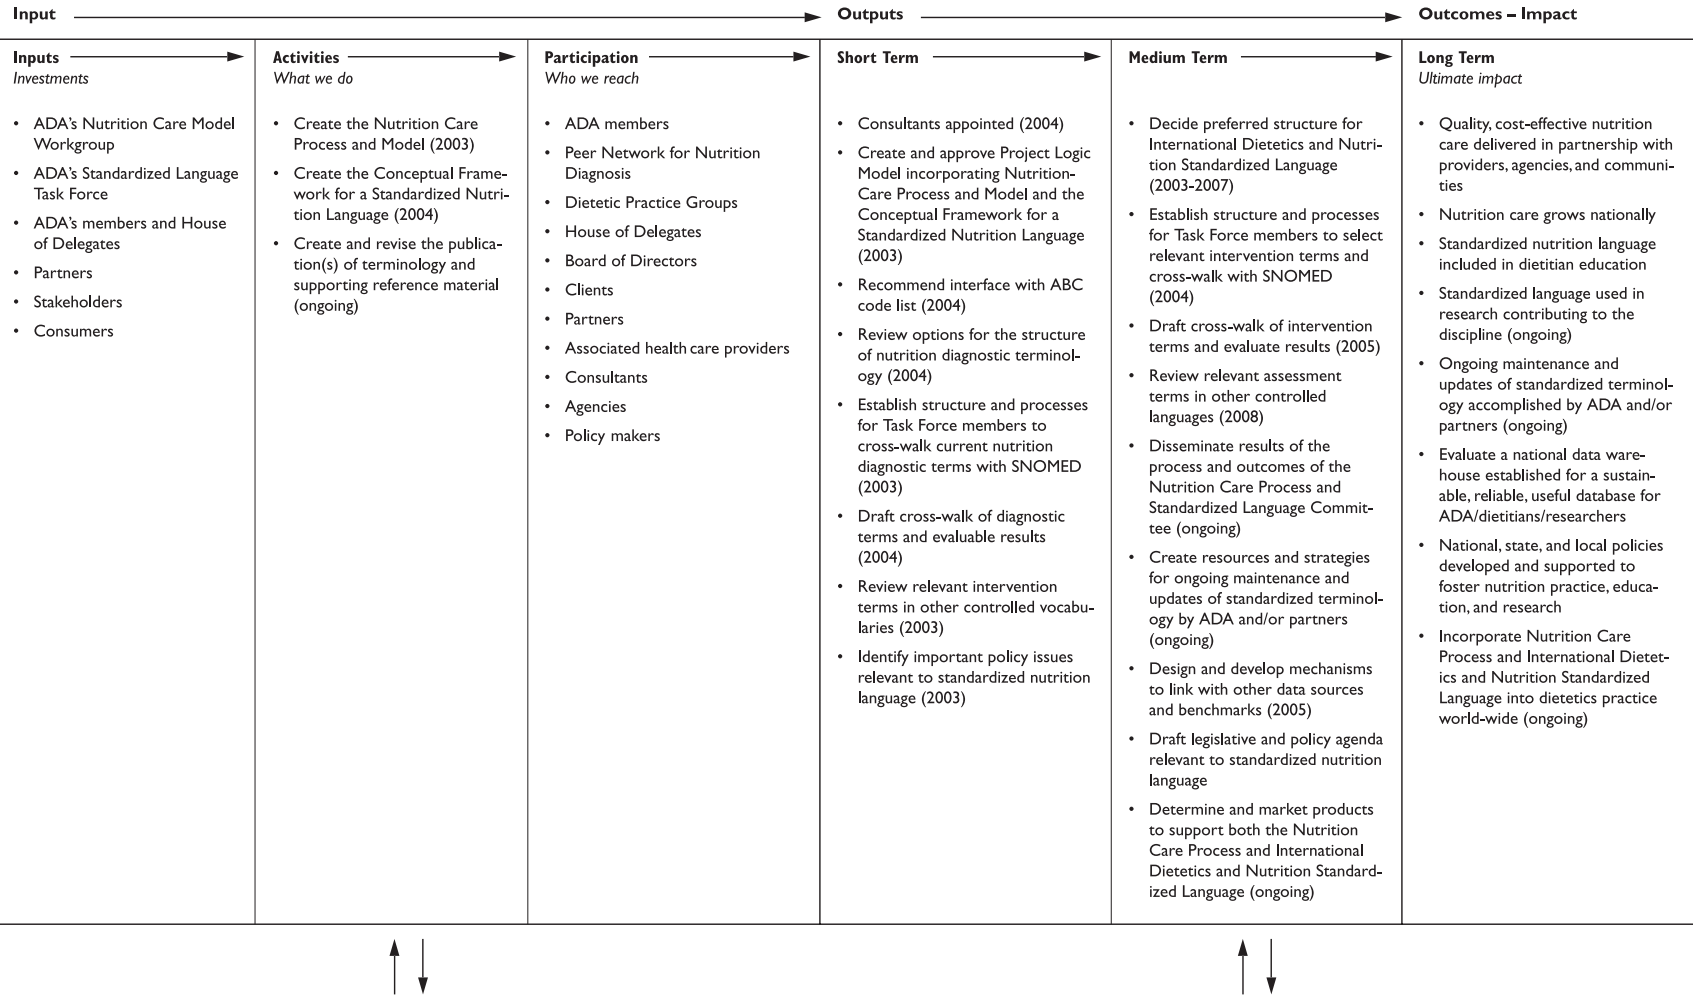 Input
Outputs
Outcomes – Impact
Inputs
Investments
• ADA's Nutrition Care Model
Workgroup
• ADA's Standardized Language
Task Force
• ADA's members and House
of Delegates
• Partners
• Stakeholders
• Consumers
Activities
What we do
• Create the Nutrition Care
Process and Model (2003)
• Create the Conceptual Frame-
work for a Standardized Nutri-
tion Language (2004)
• Create and revise the publica-
tion(s) of terminology and
supporting reference material
(ongoing)
Participation
Who we reach
• ADA members
• Peer Network for Nutrition
Diagnosis
• Dietetic Practice Groups
• House of Delegates
• Board of Directors
• Clients
• Partners
• Associated health care providers
• Consultants
• Agencies
• Policy makers
Short Term
• Consultants appointed (2004)
• Create and approve Project Logic
Model incorporating Nutrition-
Care Process and Model and the
Conceptual Framework for a
Standardized Nutrition Language
(2003)
• Recommend interface with ABC
code list (2004)
• Review options for the structure
of nutrition diagnostic terminol-
ogy (2004)
• Establish structure and processes
for Task Force members to
cross-walk current nutrition
diagnostic terms with SNOMED
(2003)
• Draft cross-walk of diagnostic
terms and evaluable results
(2004)
• Review relevant intervention
terms in other controlled vocabu-
laries (2003)
• Identify important policy issues
relevant to standardized nutrition
language (2003)
Medium Term
• Decide preferred structure for
International Dietetics and Nutri-
tion Standardized Language
(2003-2007)
• Establish structure and processes
for Task Force members to select
relevant intervention terms and
cross-walk with SNOMED
(2004)
• Draft cross-walk of intervention
terms and evaluate results (2005)
• Review relevant assessment
terms in other controlled
languages (2008)
• Disseminate results of the
process and outcomes of the
Nutrition Care Process and
Standardized Language Commit-
tee (ongoing)
• Create resources and strategies
for ongoing maintenance and
updates of standardized terminol-
ogy by ADA and/or partners
(ongoing)
• Design and develop mechanisms
to link with other data sources
and benchmarks (2005)
• Draft legislative and policy agenda
relevant to standardized nutrition
language
• Determine and market products
to support both the Nutrition
Care Process and International
Dietetics and Nutrition Standard-
ized Language (ongoing)
Long Term
Ultimate impact
• Quality, cost-effective nutrition
care delivered in partnership with
providers, agencies, and communi-
ties
• Nutrition care grows nationally
• Standardized nutrition language
included in dietitian education
• Standardized language used in
research contributing to the
discipline (ongoing)
• Ongoing maintenance and
updates of standardized terminol-
ogy accomplished by ADA and/or
partners (ongoing)
• Evaluate a national data ware-
house established for a sustain-
able, reliable, useful database for
ADA/dietitians/researchers
• National, state, and local policies
developed and supported to
foster nutrition practice, educa-
tion, and research
• Incorporate Nutrition Care
Process and International Dietet-
ics and Nutrition Standardized
Language into dietetics practice
world-wide (ongoing)